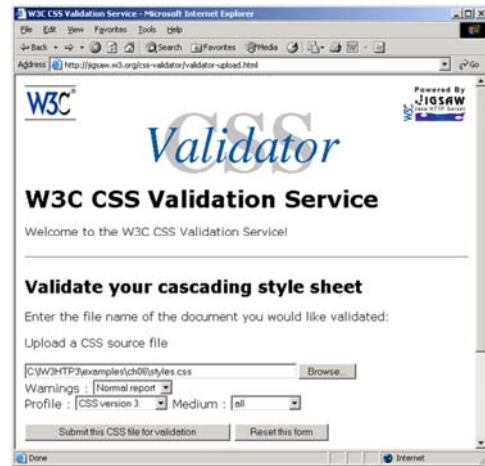 W3C CSS Validation Service - Microsoft Internet Explorer
File Edit View Favorites Tools Help
Back Search Favorites Media
Address http://jigsaw.w3.org/css-validator/validator-upload.html Go
W3C
Powered By
JIGSAW
Java HTTP Server
W3C
CSS
Validator
W3C CSS Validation Service
Welcome to the W3C CSS Validation Service!
Validate your cascading style sheet
Enter the file name of the document you would like validated:
Upload a CSS source file
C:\IW3HTP3\examples\ch06\styles.css Browse...
Warnings : Normal report
Profile : CSS version 3 Medium : all
Submit this CSS file for validation Reset this form
Done Internet